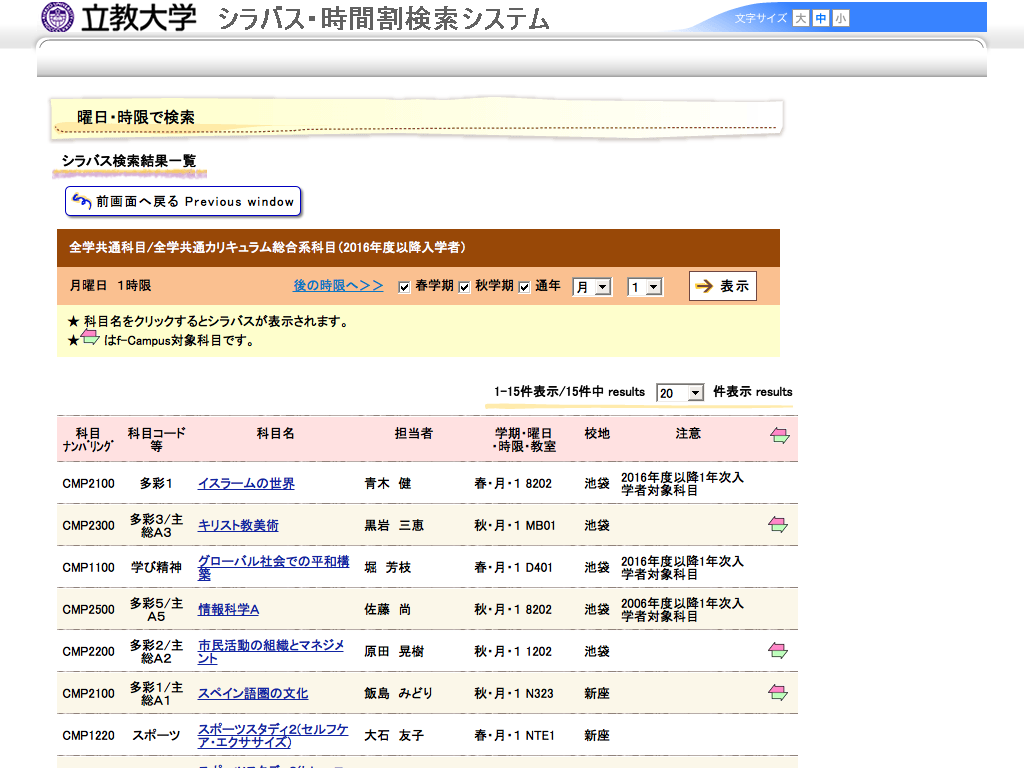 立教大学 シラバス・時間割検索システム 文字サイズ 大 中 小
曜日・時限で検索
シラバス検索結果一覧
前画面へ戻る Previous window
全学共通科目/全学共通カリキュラム総合系科目(2016年度以降入学者)
月曜日 1時限 後の時限へ>> 春学期 秋学期 通年 月 1 表示
★ 科目名をクリックするとシラバスが表示されます。
★ はf-Campus対象科目です。
1-15件表示/15件中 results 20 件表示 results
科目 科目コード 科目名 担当者 学期・曜日 校地 注意
ナンバリング 等 ・時限・教室
CMP2100 多彩1 イスラームの世界 青木 健 春・月・1 8202 池袋 2016年度以降1年次入
学者対象科目
CMP2300 多彩3/主 キリスト教美術 黒岩 三恵 秋・月・1 MB01 池袋
総A3
CMP1100 学び精神 グローバル社会での平和構 堀 芳枝 春・月・1 D401 池袋 2016年度以降1年次入
築 学者対象科目
CMP2500 多彩5/主 情報科学A 佐藤 尚 秋・月・1 8202 池袋 2006年度以降1年次入
A5 学者対象科目
CMP2200 多彩2/主 市民活動の組織とマネジメ 原田 晃樹 秋・月・1 1202 池袋
総A2 ント
CMP2100 多彩1/主 スペイン語圏の文化 飯島 みどり 秋・月・1 N323 新座
総A1
CMP1220 スポーツ スポーツスタディ2(セルフケ 大石 友子 春・月・1 NTE1 新座
ア・エクササイズ)